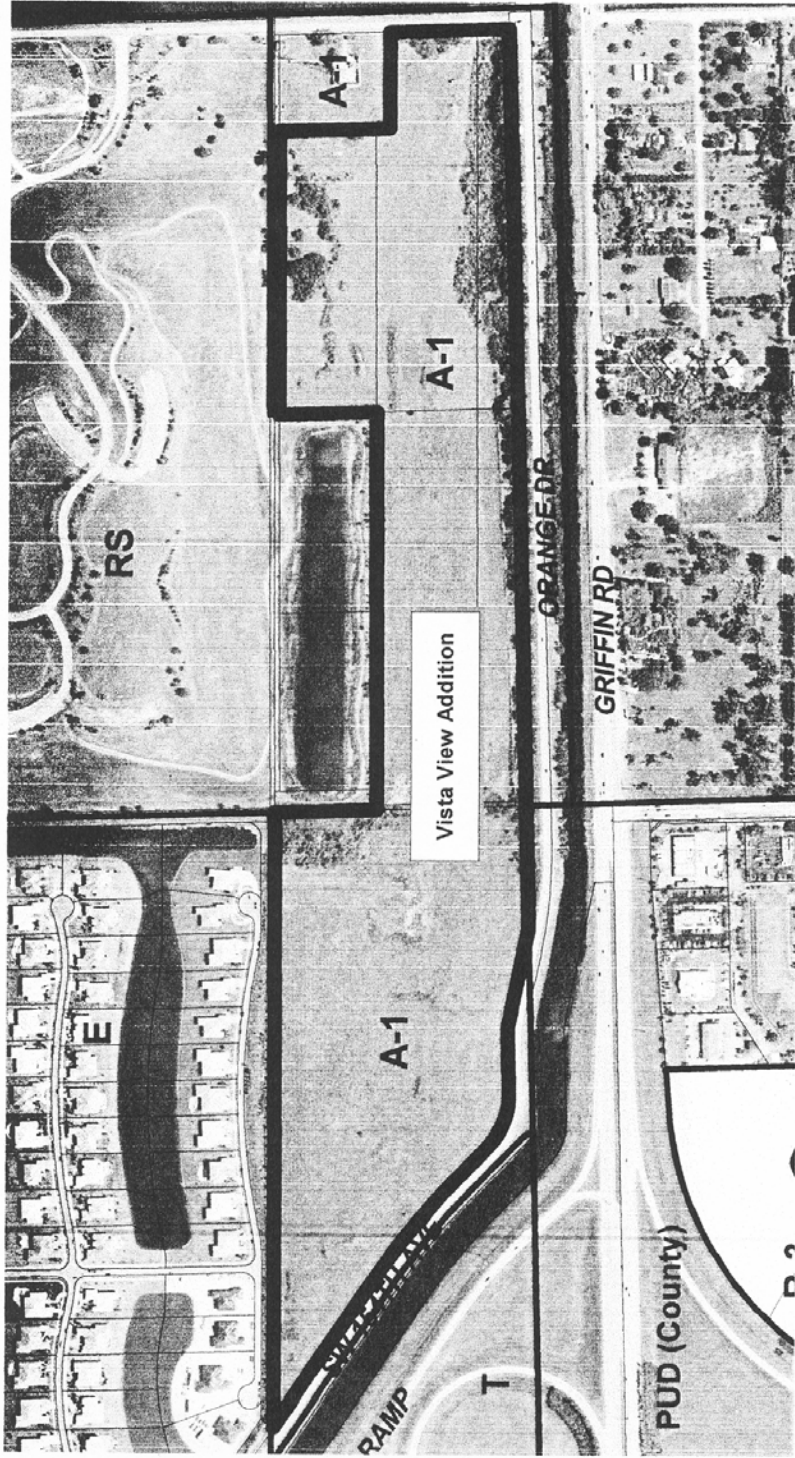 A-1
RS
A-1
ORANGE DR
GRIFFIN RD
Vista View Addition
E
A-1
RAMP
T
PUD (County)